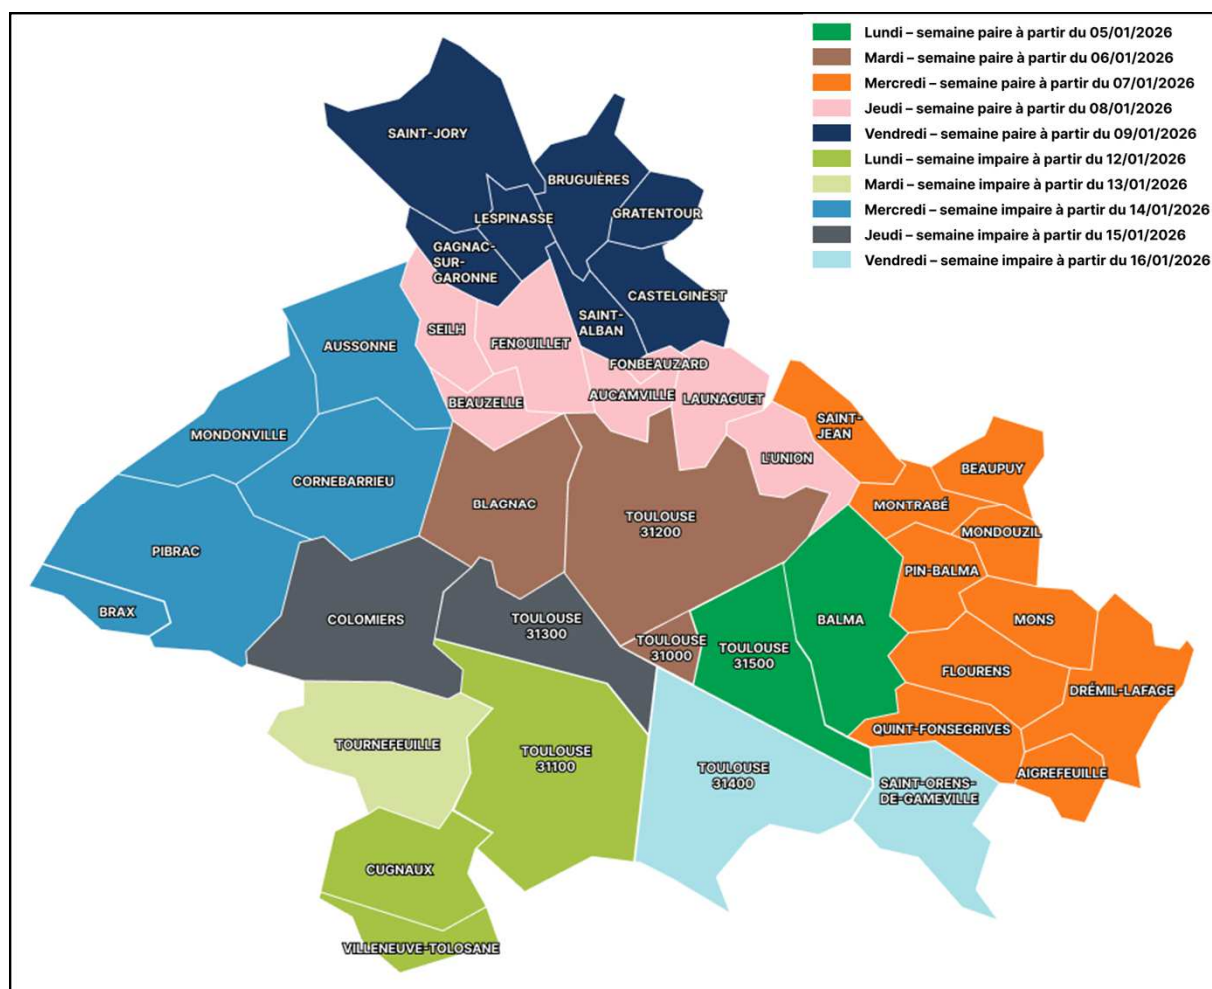 Lundi – semaine paire à partir du 05/01/2026
Mardi – semaine paire à partir du 06/01/2026
Mercredi – semaine paire à partir du 07/01/2026
Jeudi – semaine paire à partir du 08/01/2026
Vendredi – semaine paire à partir du 09/01/2026
Lundi – semaine impaire à partir du 12/01/2026
Mardi – semaine impaire à partir du 13/01/2026
Mercredi – semaine impaire à partir du 14/01/2026
Jeudi – semaine impaire à partir du 15/01/2026
Vendredi – semaine impaire à partir du 16/01/2026
SAINT-JORY
BRUGUIÈRES
LESPINASSE
GRATENTOUR
GAGNAC-
SUR-
GARONNE
CASTELGINEST
SAINT-
ALBAN
SEILH
FENOUILLET
AUSSONNE
FONBEAUZARD
BEAUZELLE
AUCAMVILLE
LAUNAGUET
SAINT-
JEAN
MONDONVILLE
L'UNION
BEAUPUY
CORNEBARRIEU
BLAGNAC
MONTRABÉ
TOULOUSE
31200
MONDOUZIL
PIBRAC
PIN-BALMA
BRAX
COLOMIERS
TOULOUSE
31300
BALMA
MONS
TOULOUSE
31000
TOULOUSE
31500
FLOURENS
DRÉMIL-LAFAGE
QUINT-FONSEGRIVES
TOURNEFEUILLE
TOULOUSE
31100
TOULOUSE
31400
AIGREFEUILLE
SAINT-ORENS-
DE-GAMEVILLE
CUGNAUX
VILLENEUVE-TOLOSANE